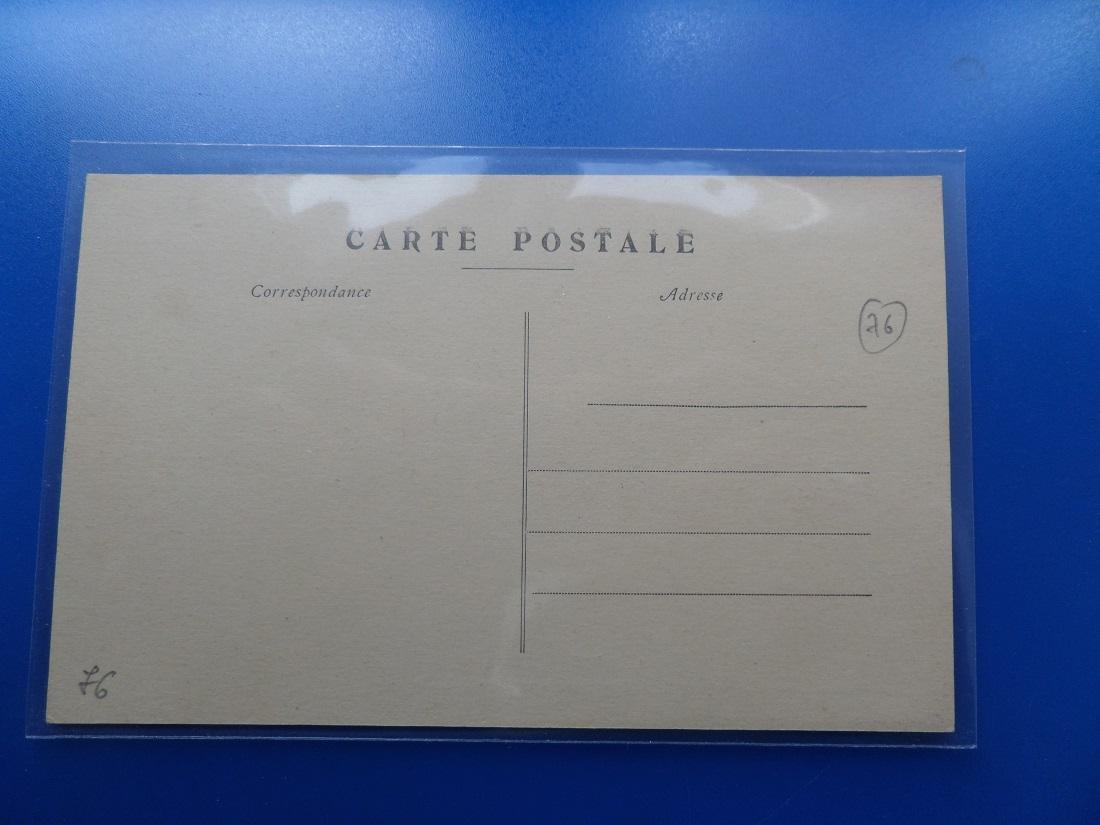 CARTE POSTALE
Correspondance
Adresse
76
76